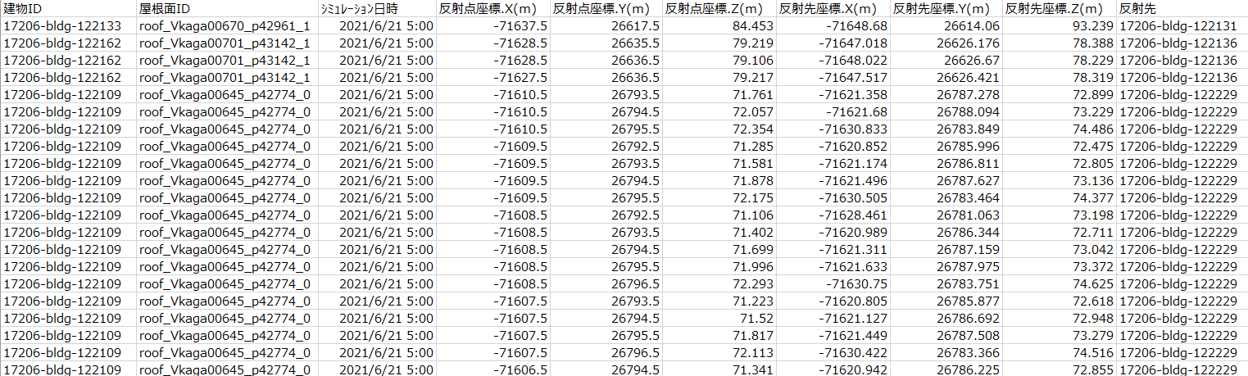 建物ID 屋根面ID ｼﾐｭﾚｰｼｮﾝ日時 反射点座標.X(m) 反射点座標.Y(m) 反射点座標.Z(m) 反射先座標.X(m) 反射先座標.Y(m) 反射先座標.Z(m) 反射先
17206-bldg-122133 roof_Vkaga00670_p42961_1 2021/6/21 5:00 -71637.5 26617.5 84.453 -71648.68 26614.06 93.239 17206-bldg-122131
17206-bldg-122162 roof_Vkaga00701_p43142_1 2021/6/21 5:00 -71628.5 26635.5 79.219 -71647.018 26626.176 78.388 17206-bldg-122136
17206-bldg-122162 roof_Vkaga00701_p43142_1 2021/6/21 5:00 -71628.5 26636.5 79.106 -71648.022 26626.67 78.229 17206-bldg-122136
17206-bldg-122162 roof_Vkaga00701_p43142_1 2021/6/21 5:00 -71627.5 26636.5 79.217 -71647.517 26626.421 78.319 17206-bldg-122136
17206-bldg-122109 roof_Vkaga00645_p42774_0 2021/6/21 5:00 -71610.5 26793.5 71.761 -71621.358 26787.278 72.899 17206-bldg-122229
17206-bldg-122109 roof_Vkaga00645_p42774_0 2021/6/21 5:00 -71610.5 26794.5 72.057 -71621.68 26788.094 73.229 17206-bldg-122229
17206-bldg-122109 roof_Vkaga00645_p42774_0 2021/6/21 5:00 -71610.5 26795.5 72.354 -71630.833 26783.849 74.486 17206-bldg-122229
17206-bldg-122109 roof_Vkaga00645_p42774_0 2021/6/21 5:00 -71609.5 26792.5 71.285 -71620.852 26785.996 72.475 17206-bldg-122229
17206-bldg-122109 roof_Vkaga00645_p42774_0 2021/6/21 5:00 -71609.5 26793.5 71.581 -71621.174 26786.811 72.805 17206-bldg-122229
17206-bldg-122109 roof_Vkaga00645_p42774_0 2021/6/21 5:00 -71609.5 26794.5 71.878 -71621.496 26787.627 73.136 17206-bldg-122229
17206-bldg-122109 roof_Vkaga00645_p42774_0 2021/6/21 5:00 -71609.5 26795.5 72.175 -71630.505 26783.464 74.377 17206-bldg-122229
17206-bldg-122109 roof_Vkaga00645_p42774_0 2021/6/21 5:00 -71608.5 26792.5 71.106 -71628.461 26781.063 73.198 17206-bldg-122229
17206-bldg-122109 roof_Vkaga00645_p42774_0 2021/6/21 5:00 -71608.5 26793.5 71.402 -71620.989 26786.344 72.711 17206-bldg-122229
17206-bldg-122109 roof_Vkaga00645_p42774_0 2021/6/21 5:00 -71608.5 26794.5 71.699 -71621.311 26787.159 73.042 17206-bldg-122229
17206-bldg-122109 roof_Vkaga00645_p42774_0 2021/6/21 5:00 -71608.5 26795.5 71.996 -71621.633 26787.975 73.372 17206-bldg-122229
17206-bldg-122109 roof_Vkaga00645_p42774_0 2021/6/21 5:00 -71608.5 26796.5 72.293 -71630.75 26783.751 74.625 17206-bldg-122229
17206-bldg-122109 roof_Vkaga00645_p42774_0 2021/6/21 5:00 -71607.5 26793.5 71.223 -71620.805 26785.877 72.618 17206-bldg-122229
17206-bldg-122109 roof_Vkaga00645_p42774_0 2021/6/21 5:00 -71607.5 26794.5 71.52 -71621.127 26786.692 72.948 17206-bldg-122229
17206-bldg-122109 roof_Vkaga00645_p42774_0 2021/6/21 5:00 -71607.5 26795.5 71.817 -71621.449 26787.508 73.279 17206-bldg-122229
17206-bldg-122109 roof_Vkaga00645_p42774_0 2021/6/21 5:00 -71607.5 26796.5 72.113 -71630.422 26783.366 74.516 17206-bldg-122229
17206-bldg-122109 roof_Vkaga00645_p42774_0 2021/6/21 5:00 -71606.5 26794.5 71.341 -71620.942 26786.225 72.855 17206-bldg-122229